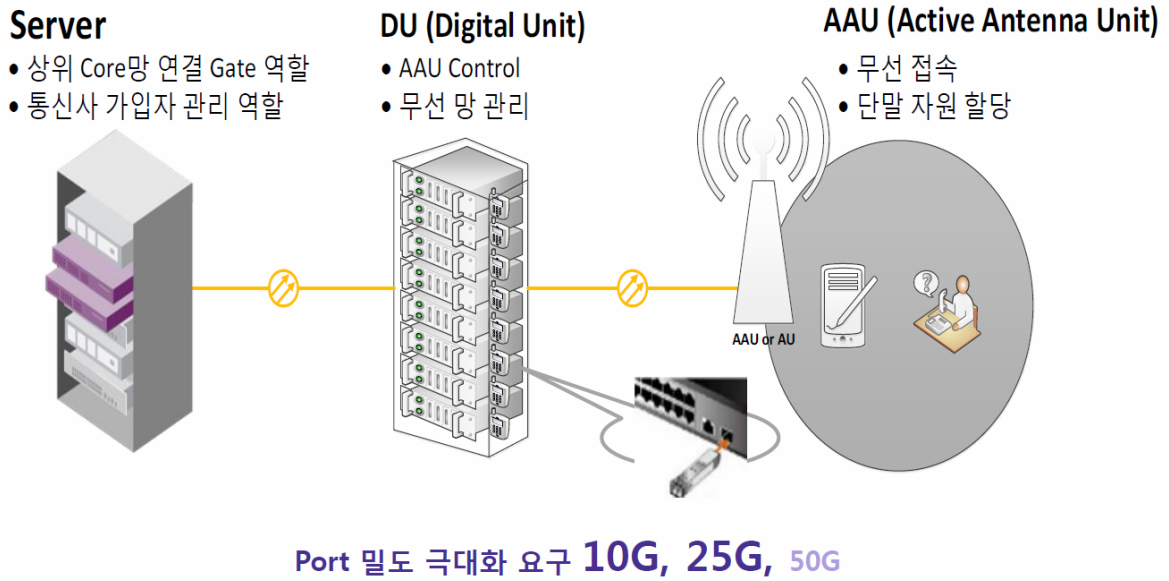 Server
• 상위 Core망 연결 Gate 역할
• 통신사 가입자 관리 역할
DU (Digital Unit)
• AAU Control
• 무선 망 관리
AAU (Active Antenna Unit)
• 무선 접속
• 단말 자원 할당
AAU or AU
?
Port 밀도 극대화 요구 10G, 25G, 50G